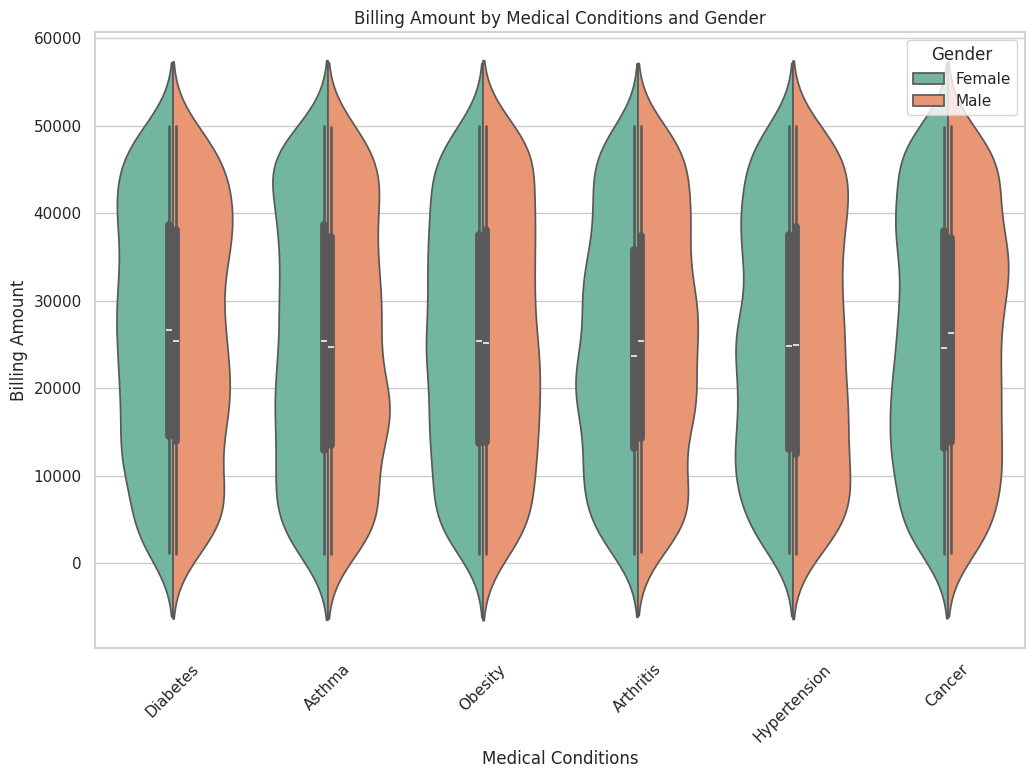 Billing Amount by Medical Conditions and Gender
60000
50000
40000
30000
20000
10000
0
Billing Amount
Gender
Female
Male
Diabetes
Asthma
Obesity
Arthritis
Hypertension
Cancer
Medical Conditions